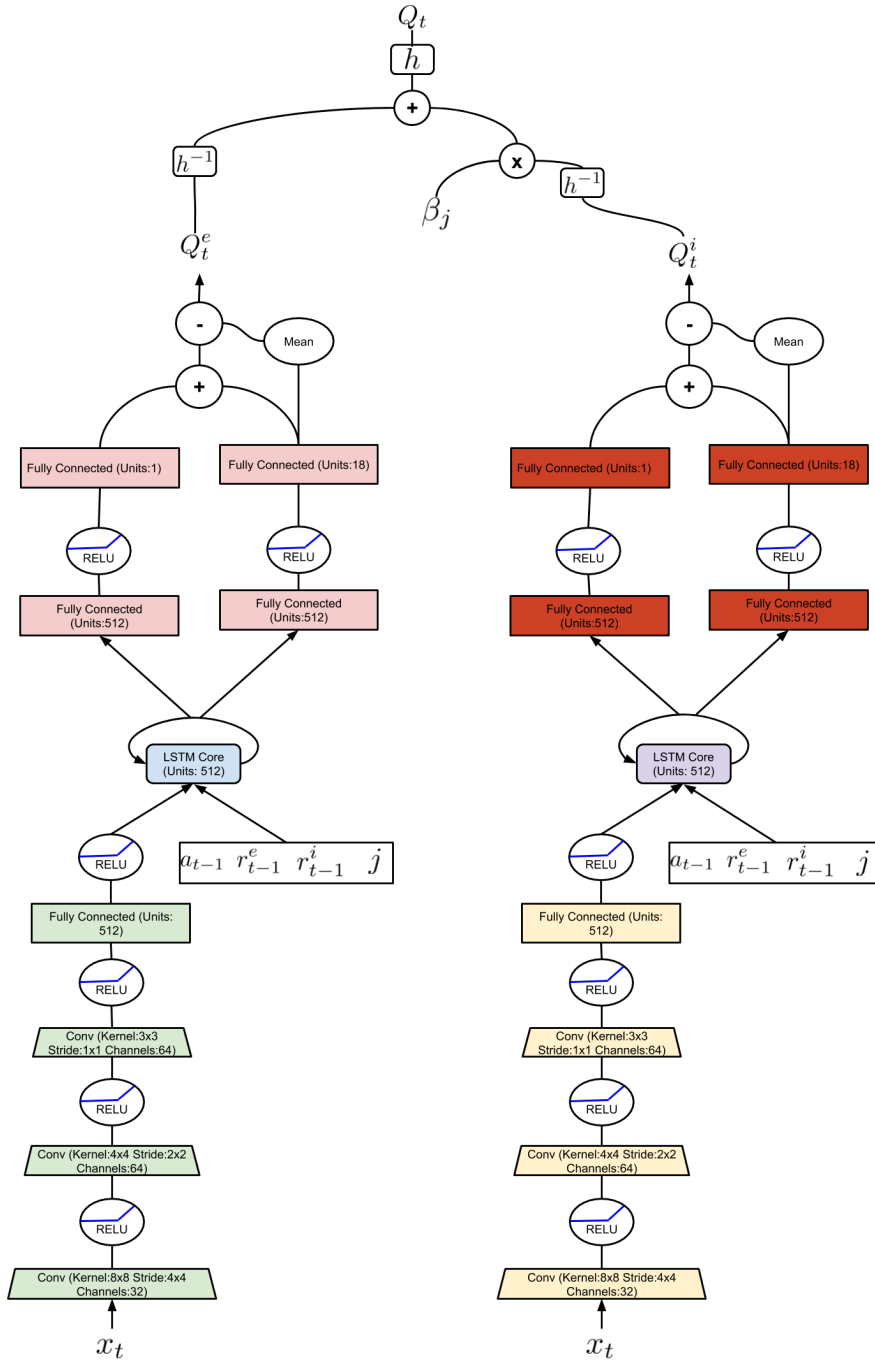 Q_t
h
+
h^{-1}
x
h^{-1}
β_j
Q_t^e
Q_t^i
-
Mean
-
Mean
+
+
Fully Connected (Units:1)
Fully Connected (Units:18)
Fully Connected (Units:1)
Fully Connected (Units:18)
RELU
RELU
RELU
RELU
Fully Connected
(Units:512)
Fully Connected
(Units:512)
Fully Connected
(Units:512)
Fully Connected
(Units:512)
LSTM Core
(Units: 512)
LSTM Core
(Units: 512)
RELU
a_{t-1} r_{t-1}^e r_{t-1}^i j
RELU
a_{t-1} r_{t-1}^e r_{t-1}^i j
Fully Connected (Units:
512)
Fully Connected (Units:
512)
RELU
RELU
Conv (Kernel:3x3
Stride:1x1 Channels:64)
Conv (Kernel:3x3
Stride:1x1 Channels:64)
RELU
RELU
Conv (Kernel:4x4 Stride:2x2
Channels:64)
Conv (Kernel:4x4 Stride:2x2
Channels:64)
RELU
RELU
Conv (Kernel:8x8 Stride:4x4
Channels:32)
Conv (Kernel:8x8 Stride:4x4
Channels:32)
x_t
x_t